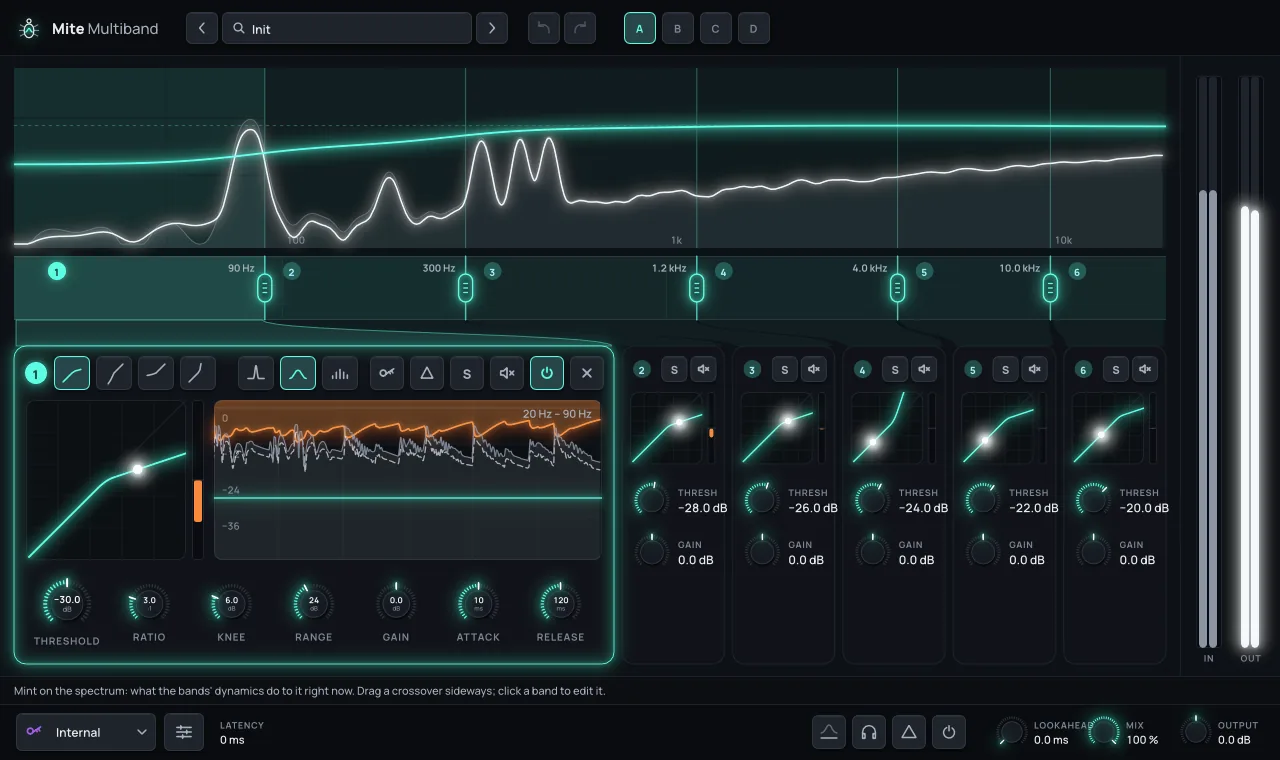 Mite Multiband
Init
A B C D
100 1k 10k
1 90 Hz 2 300 Hz 3 1.2 kHz 4 4.0 kHz 5 10.0 kHz 6
1 S
2 S
3 S
4 S
5 S
6 S
0 20 Hz – 90 Hz
−24
−36
THRESH
−28.0 dB
GAIN
0.0 dB
THRESH
−26.0 dB
GAIN
0.0 dB
THRESH
−24.0 dB
GAIN
0.0 dB
THRESH
−22.0 dB
GAIN
0.0 dB
THRESH
−20.0 dB
GAIN
0.0 dB
−30.0 dB
THRESHOLD
3.0 :1
RATIO
6.0 dB
KNEE
24 dB
RANGE
0.0 dB
GAIN
10 ms
ATTACK
120 ms
RELEASE
IN OUT
Mint on the spectrum: what the bands' dynamics do to it right now. Drag a crossover sideways; click a band to edit it.
Internal
LATENCY
0 ms
LOOKAHEAD
0.0 ms
MIX
100 %
OUTPUT
0.0 dB